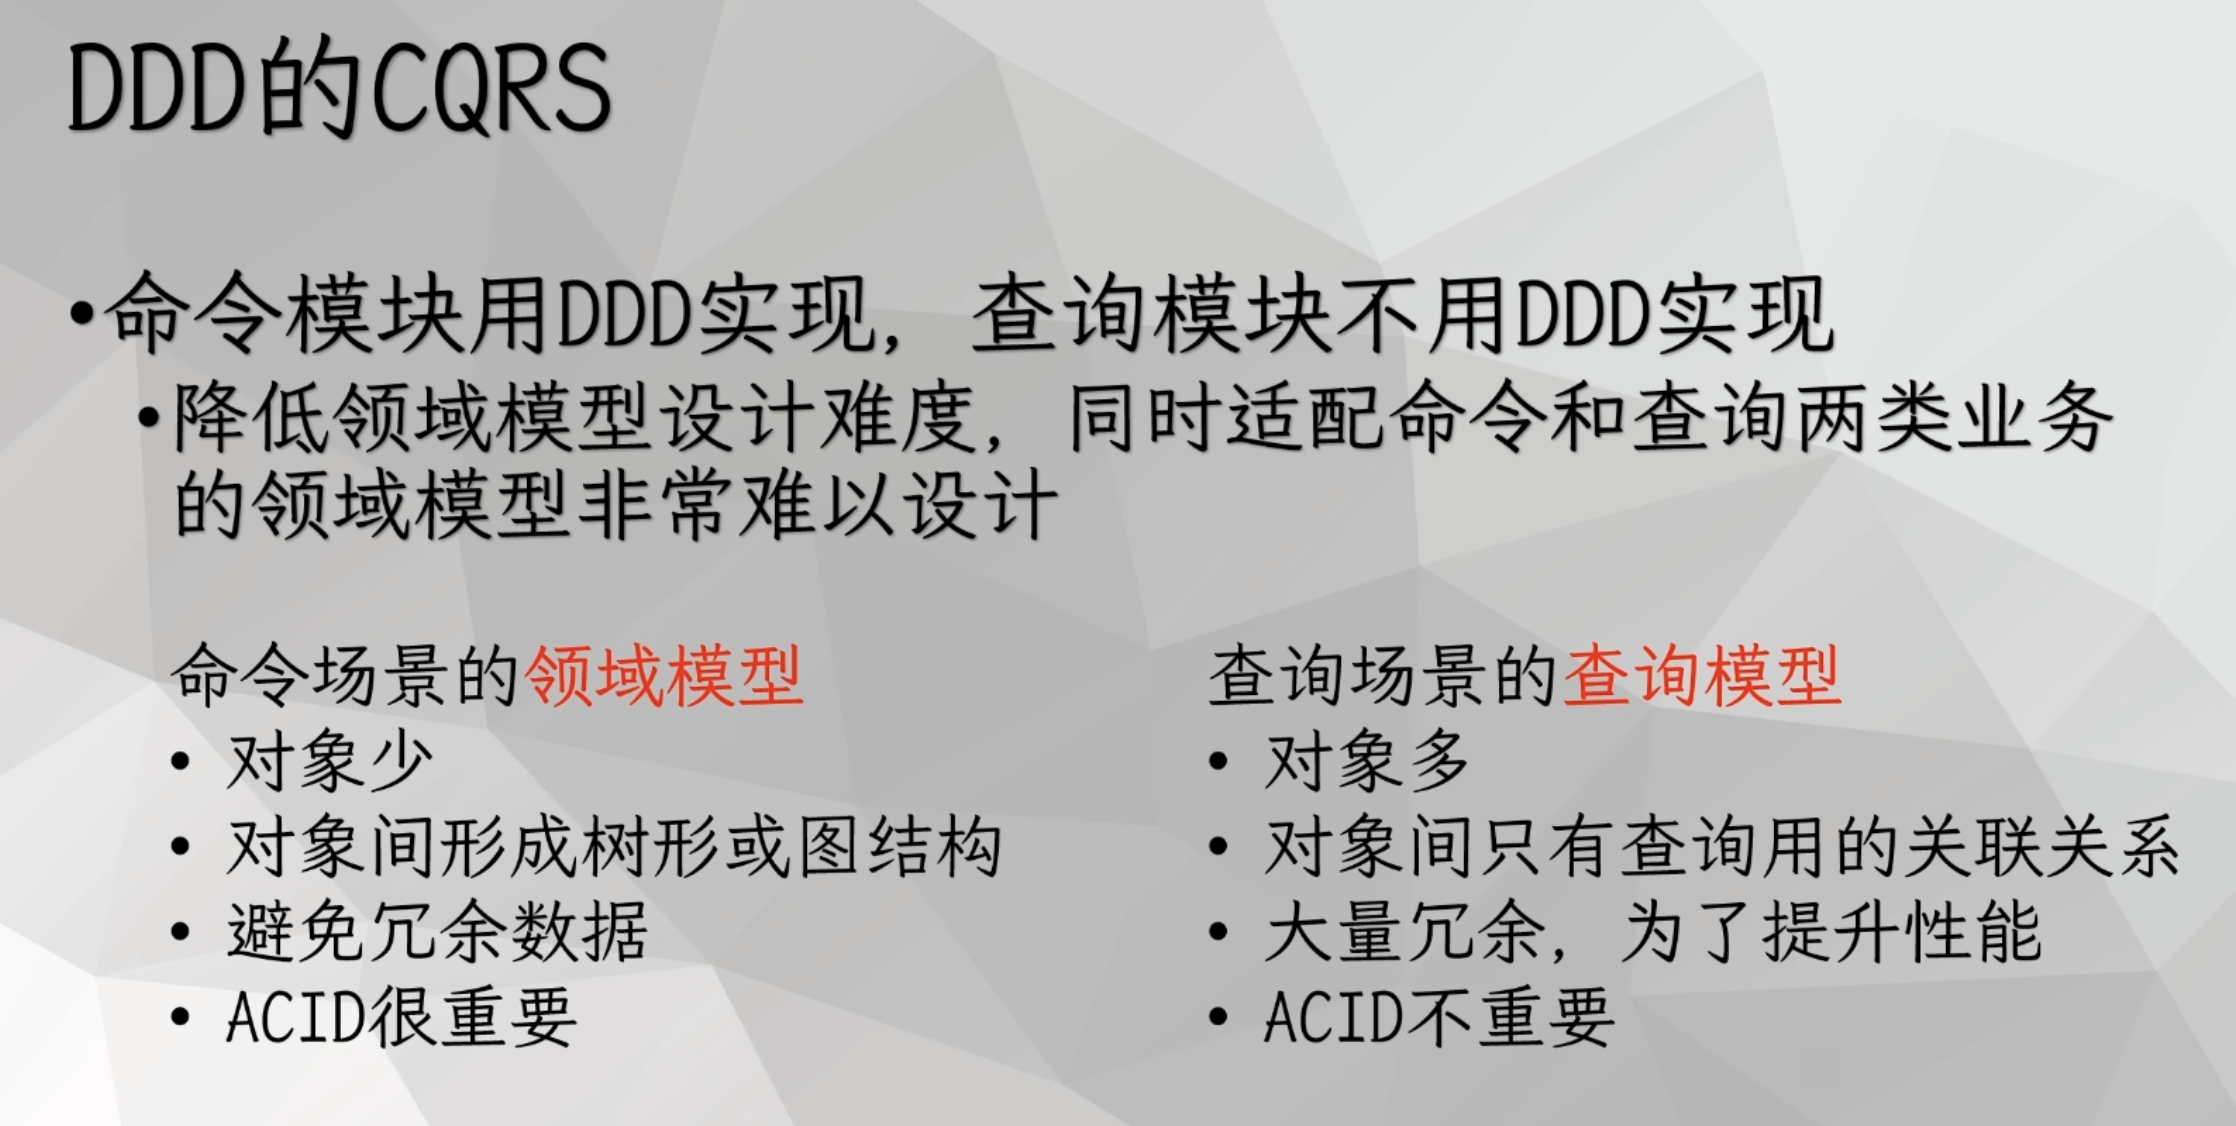 DDD的CQRS
•命令模块用DDD实现，查询模块不用DDD实现
•降低领域模型设计难度，同时适配命令和查询两类业务
的领域模型非常难以设计
命令场景的领域模型
• 对象少
• 对象间形成树形或图结构
• 避免冗余数据
• ACID很重要
查询场景的查询模型
• 对象多
• 对象间只有查询用的关联关系
• 大量冗余，为了提升性能
• ACID不重要